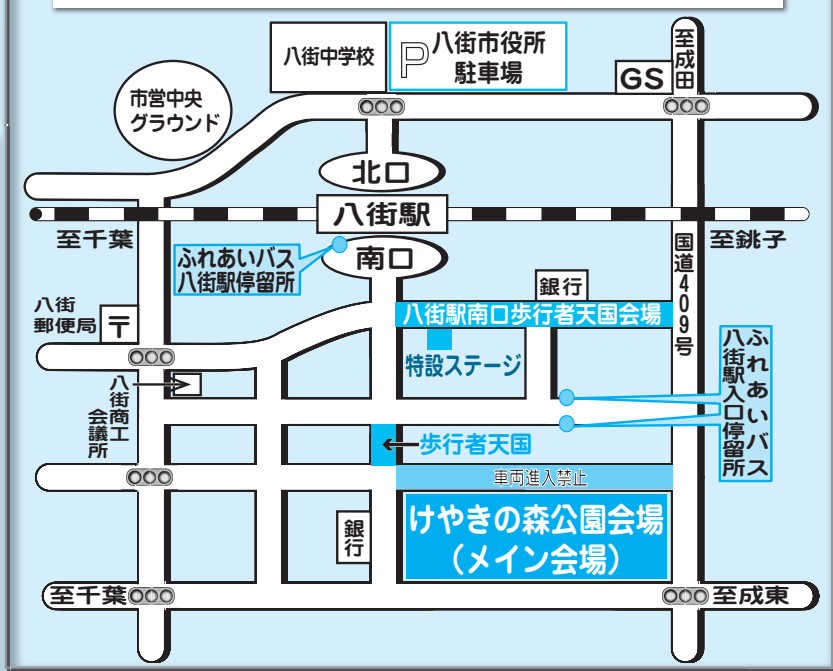 八街中学校
P
八街市役所
駐車場
GS
至成田
市営中央
グラウンド
北口
八街駅
至千葉
至銚子
ふれあいバス
八街駅停留所
南口
国道409号
銀行
八街
郵便局
〒
八街駅南口歩行者天国会場
特設ステージ
ふれあいバス
八街駅入口停留所
八街商工
会議所
歩行者天国
車両進入禁止
銀行
けやきの森公園会場
(メイン会場)
至千葉
至成東